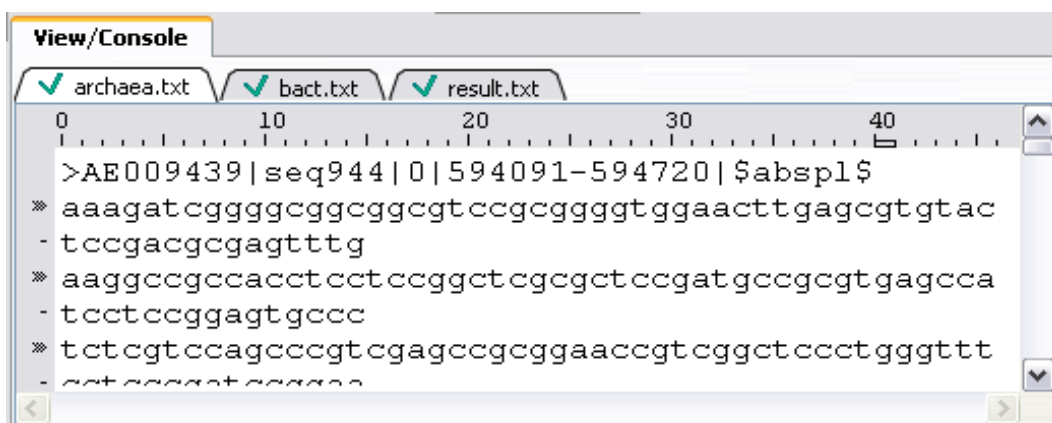 View/Console
archaea.txt bact.txt result.txt
0 10 20 30 40
>AE009439|seq944|0|594091-594720|$abspl$
aaagatcggggcggcggcgtccgcggggtggaacttgagcgtgtac
tccgacgcgagtttg
aaggccgccacctcctccggctcgcgctccgatgccgcgtgagcca
tcctccggagtgccc
tctcgtccagcccgtcgagccgcggaaccgtcggctccctgggttt